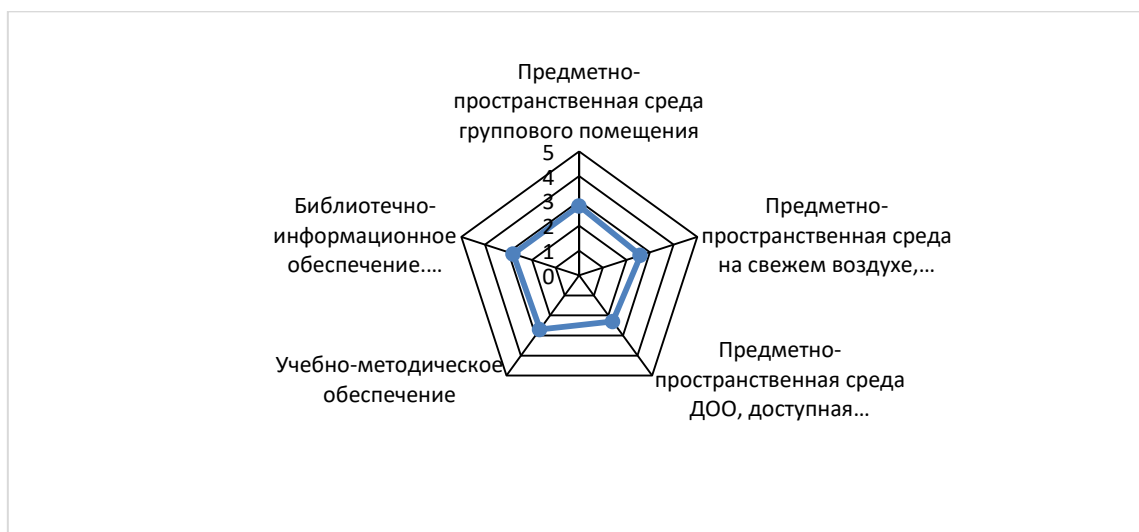 Предметно-
пространственная среда
группового помещения
5
4
3
2
1
0
Предметно-
пространственная среда
на свежем воздухе,...
Предметно-
пространственная среда
ДОО, доступная...
Учебно-методическое
обеспечение
Библиотечно-
информационное
обеспечение....